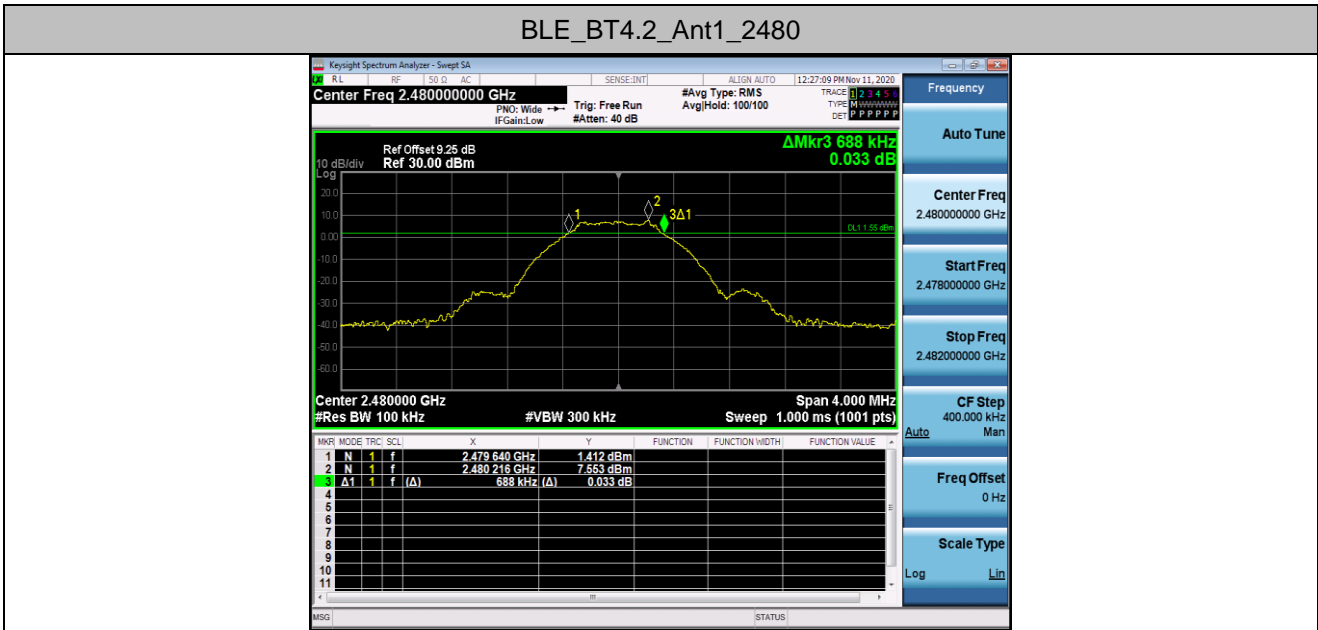 BLE_BT4.2_Ant1_2480
Keysight Spectrum Analyzer - Swept SA
RL RF 50 Ω AC SENSE:INT ALIGN AUTO 12:27:09 PM Nov 11, 2020
Center Freq 2.480000000 GHz
PNO: Wide
IFGain:Low
Trig: Free Run
#Atten: 40 dB
#Avg Type: RMS
Avg|Hold: 100/100
TRACE 1 2 3 4 5 6
TYPE M WWWWW
DET P P P P P P
Ref Offset 9.25 dB
10 dB/div Ref 30.00 dBm
Log
ΔMkr3 688 kHz
0.033 dB
20.0
10.0
0.00
-10.0
-20.0
-30.0
-40.0
-50.0
-60.0
1
2
3Δ1
DL1 1.55 dBm
Center 2.480000 GHz Span 4.000 MHz
#Res BW 100 kHz #VBW 300 kHz Sweep 1.000 ms (1001 pts)
MKR MODE TRC SCL X Y FUNCTION FUNCTION WIDTH FUNCTION VALUE
1 N 1 f 2.479 640 GHz 1.412 dBm
2 N 1 f 2.480 216 GHz 7.553 dBm
3 Δ1 1 f (Δ) 688 kHz (Δ) 0.033 dB
4
5
6
7
8
9
10
11
MSG STATUS
Frequency
Auto Tune
Center Freq
2.480000000 GHz
Start Freq
2.478000000 GHz
Stop Freq
2.482000000 GHz
CF Step
400.000 kHz
Auto Man
Freq Offset
0 Hz
Scale Type
Log Lin